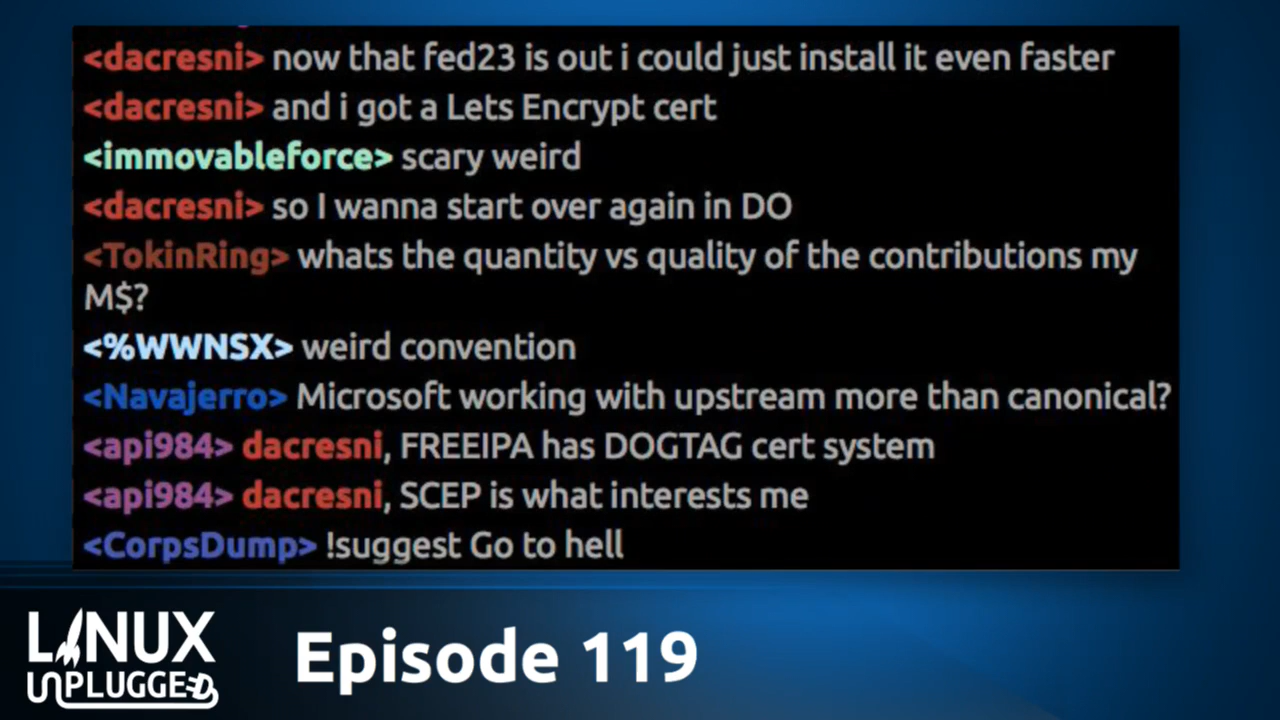 <dacresni> now that fed23 is out i could just install it even faster
<dacresni> and i got a Lets Encrypt cert
<immovableforce> scary weird
<dacresni> so I wanna start over again in DO
<TokinRing> whats the quantity vs quality of the contributions my
M$?
<%WWNSX> weird convention
<Navajerro> Microsoft working with upstream more than canonical?
<api984> dacresni, FREEIPA has DOGTAG cert system
<api984> dacresni, SCEP is what interests me
<CorpsDump> !suggest Go to hell
LINUX
UNPLUGGED
Episode 119